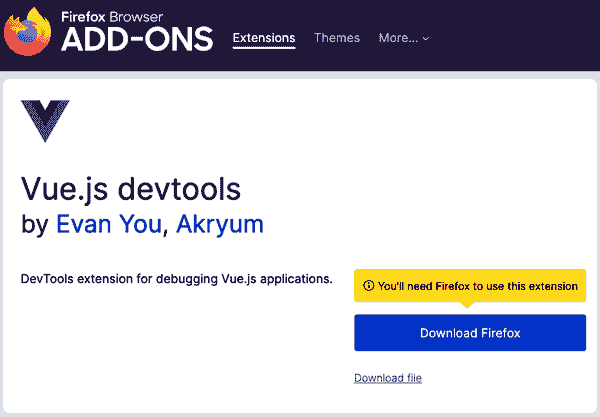 Firefox Browser
ADD-ONS
Extensions Themes More...
Vue.js devtools
by Evan You, Akryum
DevTools extension for debugging Vue.js applications.
You'll need Firefox to use this extension
Download Firefox
Download file